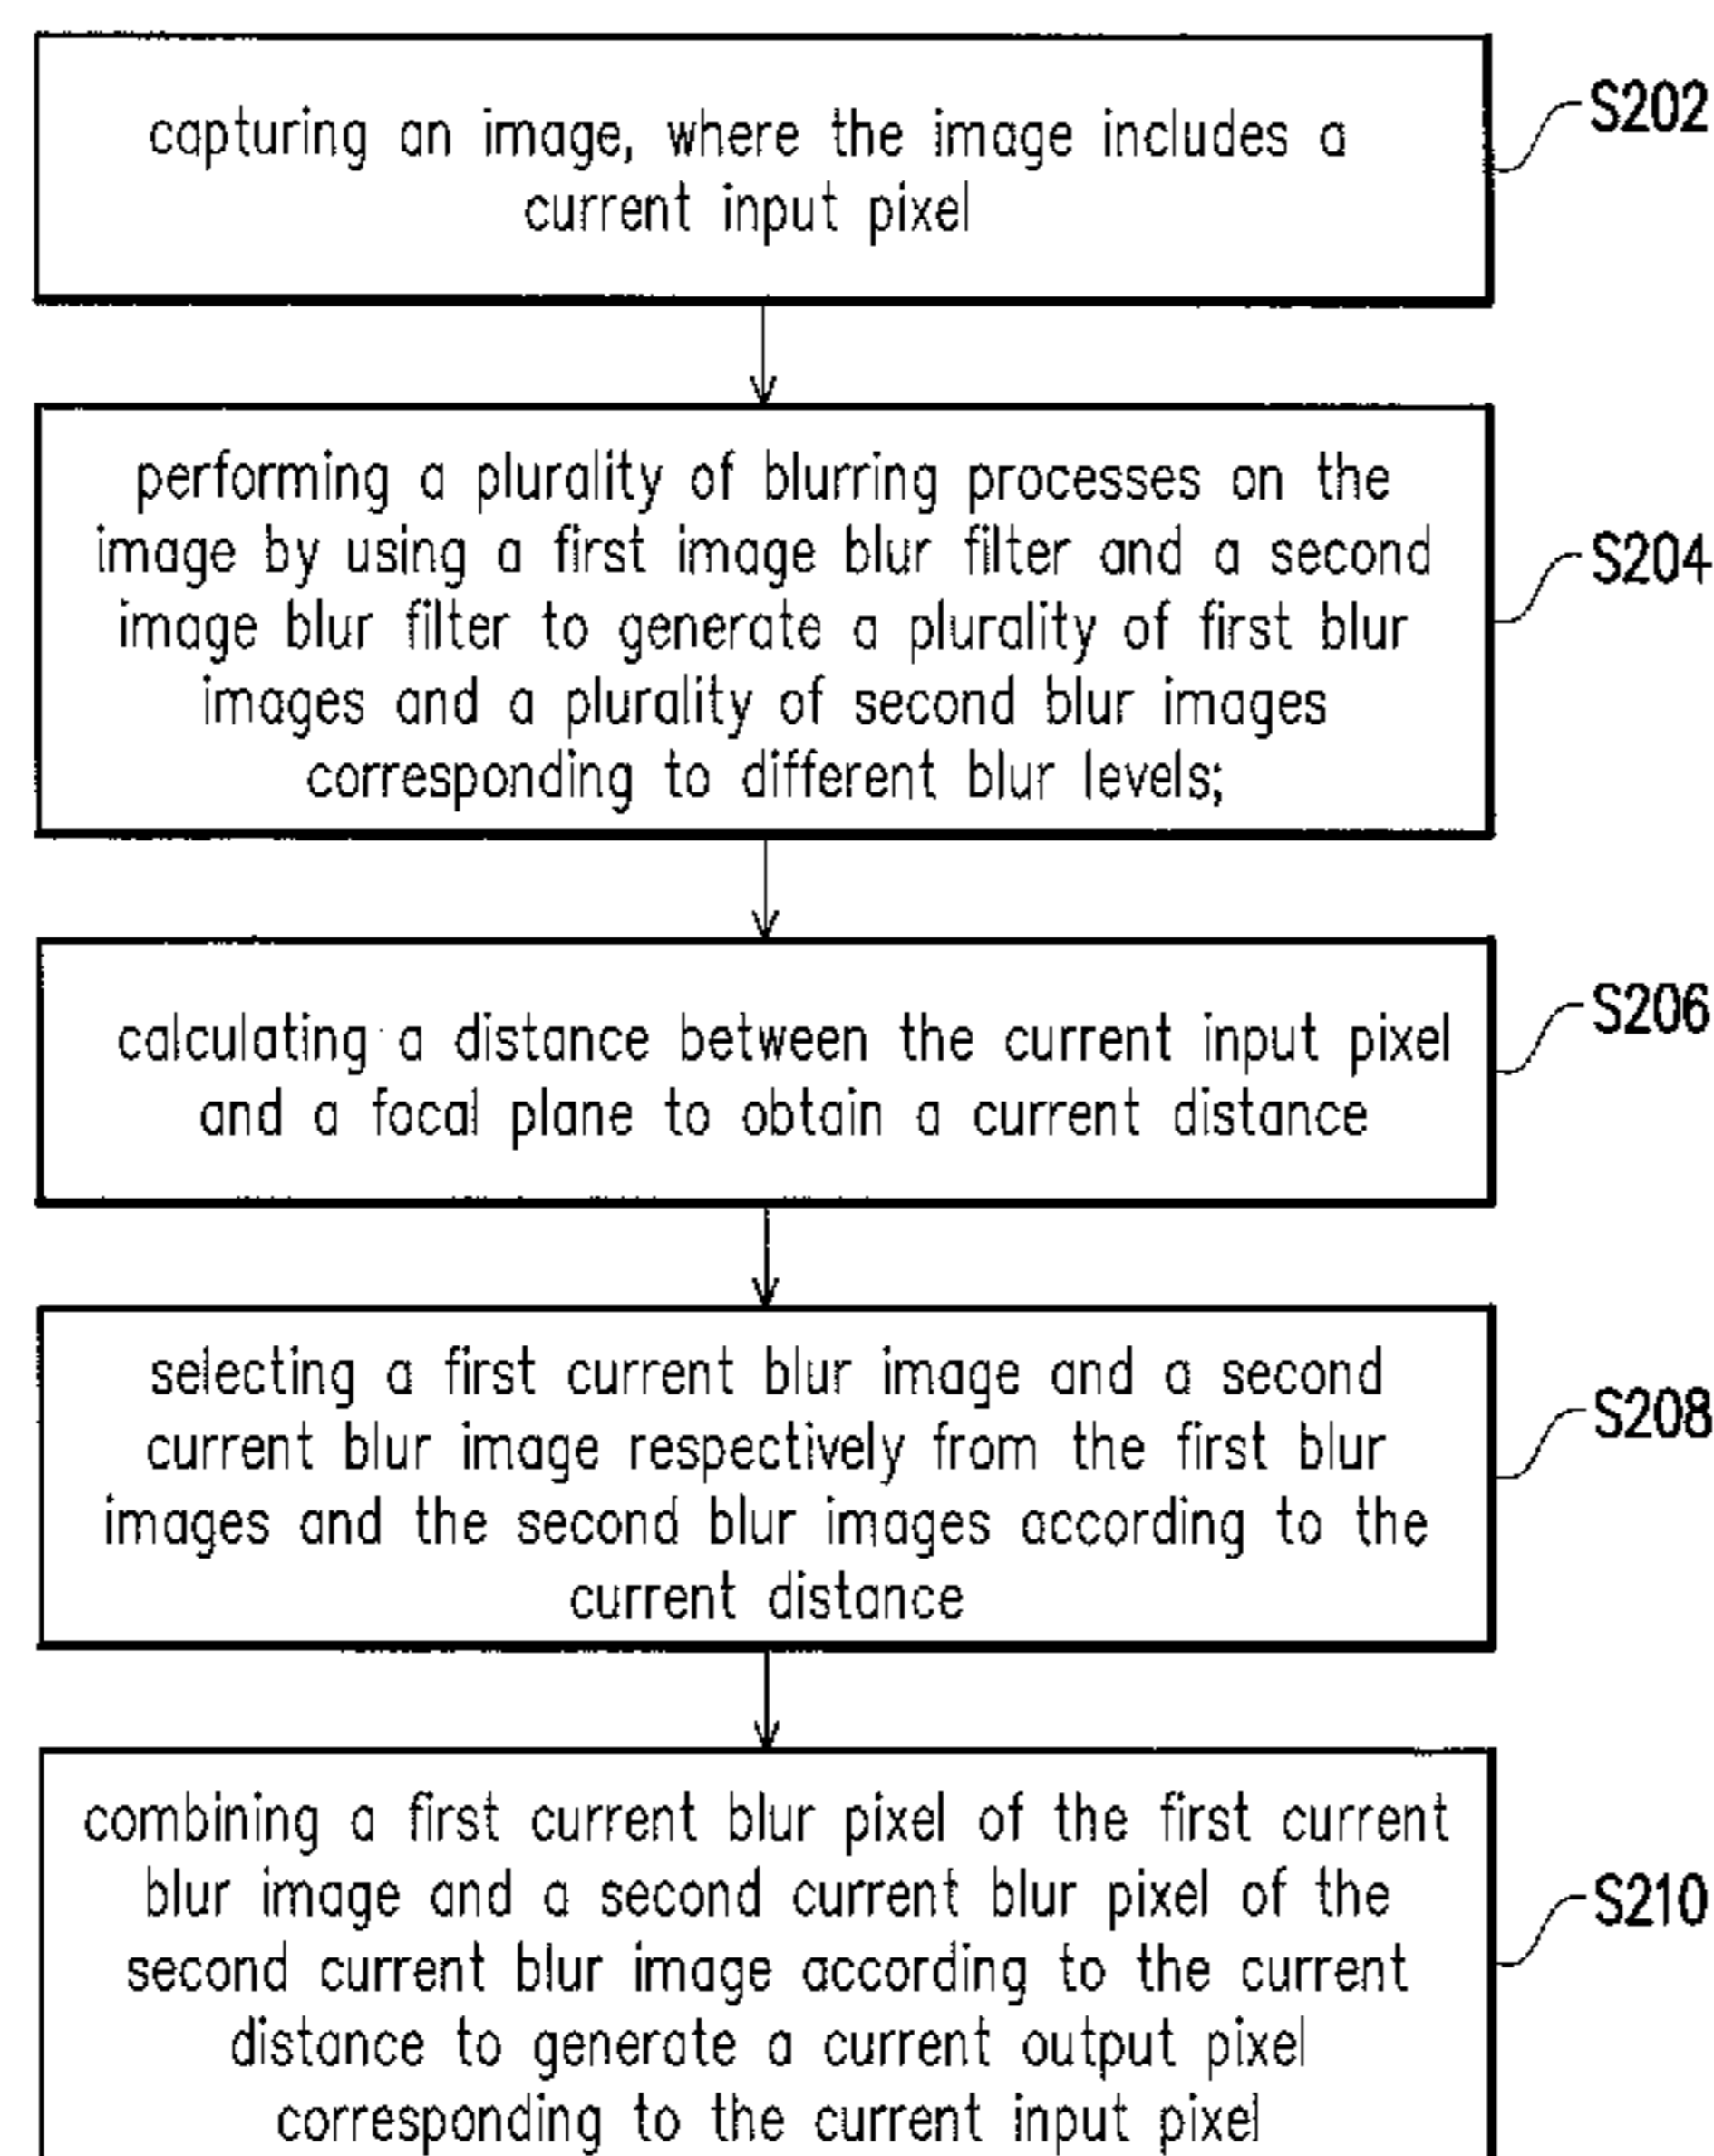 capturing an image, where the image includes a
current input pixel
S202
performing a plurality of blurring processes on the
image by using a first image blur filter and a second
image blur filter to generate a plurality of first blur
images and a plurality of second blur images
corresponding to different blur levels;
S204
calculating a distance between the current input pixel
and a focal plane to obtain a current distance
S206
selecting a first current blur image and a second
current blur image respectively from the first blur
images and the second blur images according to the
current distance
S208
combining a first current blur pixel of the first current
blur image and a second current blur pixel of the
second current blur image according to the current
distance to generate a current output pixel
corresponding to the current input pixel
S210